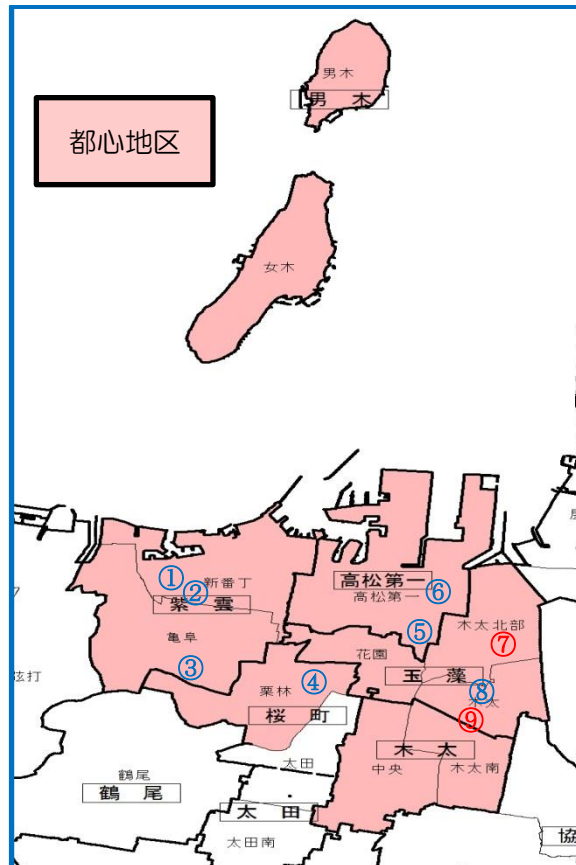 男木
男木
都心地区
女木
①
新番丁
②
紫雲
高松第一
高松第一
⑥
⑤
木太北部
⑦
亀阜
花園
③
栗林
④
玉藻
⑧
木太
弦打
桜町
⑨
太田
木太
中央
木太南
鶴尾
鶴尾
太田
太田南
協